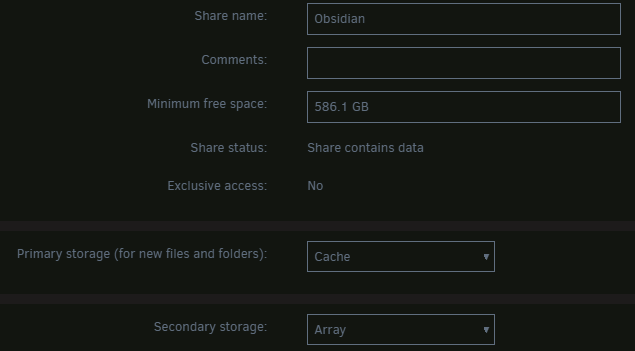 Share name: Obsidian
Comments:
Minimum free space: 586.1 GB
Share status: Share contains data
Exclusive access: No
Primary storage (for new files and folders): Cache
Secondary storage: Array